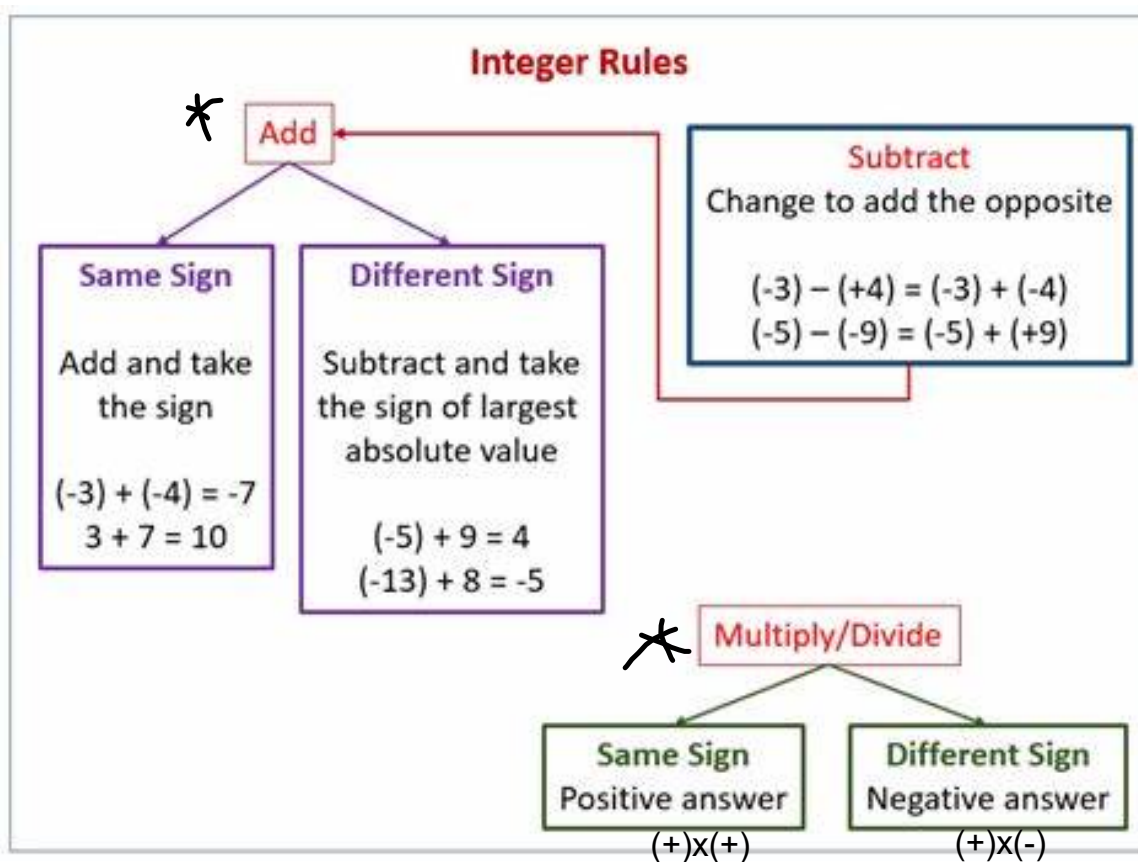 Integer Rules
* Add
Subtract
Change to add the opposite
(-3) – (+4) = (-3) + (-4)
(-5) – (-9) = (-5) + (+9)
Same Sign
Add and take
the sign
(-3) + (-4) = -7
3 + 7 = 10
Different Sign
Subtract and take
the sign of largest
absolute value
(-5) + 9 = 4
(-13) + 8 = -5
* Multiply/Divide
Same Sign
Positive answer
(+)x(+)
Different Sign
Negative answer
(+)x(-)